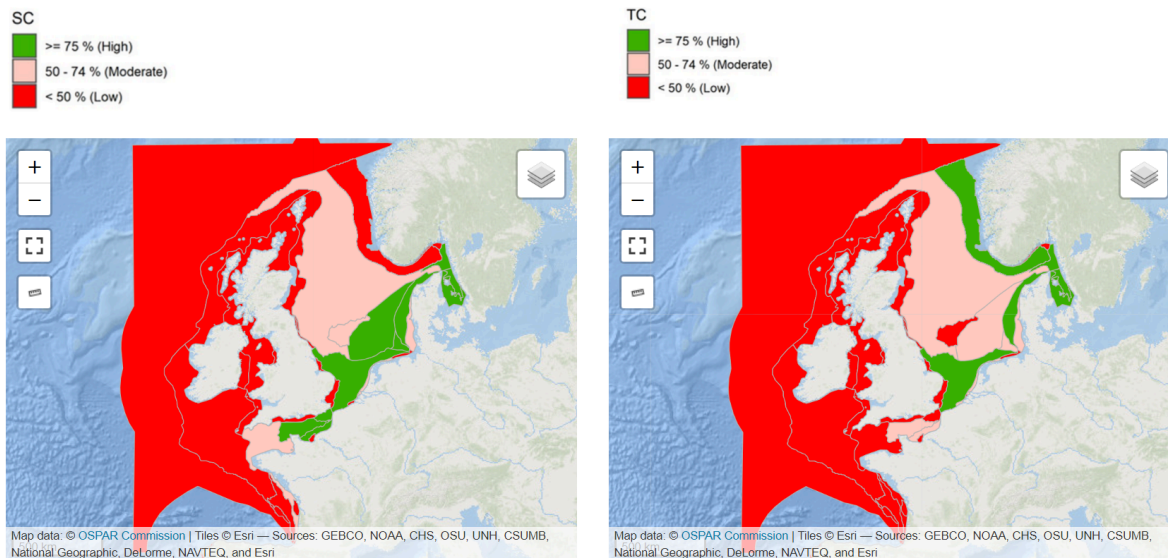 SC
>= 75 % (High)
50 - 74 % (Moderate)
< 50 % (Low)
TC
>= 75 % (High)
50 - 74 % (Moderate)
< 50 % (Low)
+
−
+
−
Map data: © OSPAR Commission | Tiles © Esri — Sources: GEBCO, NOAA, CHS, OSU, UNH, CSUMB,
National Geographic, DeLorme, NAVTEQ, and Esri
Map data: © OSPAR Commission | Tiles © Esri — Sources: GEBCO, NOAA, CHS, OSU, UNH, CSUMB,
National Geographic, DeLorme, NAVTEQ, and Esri